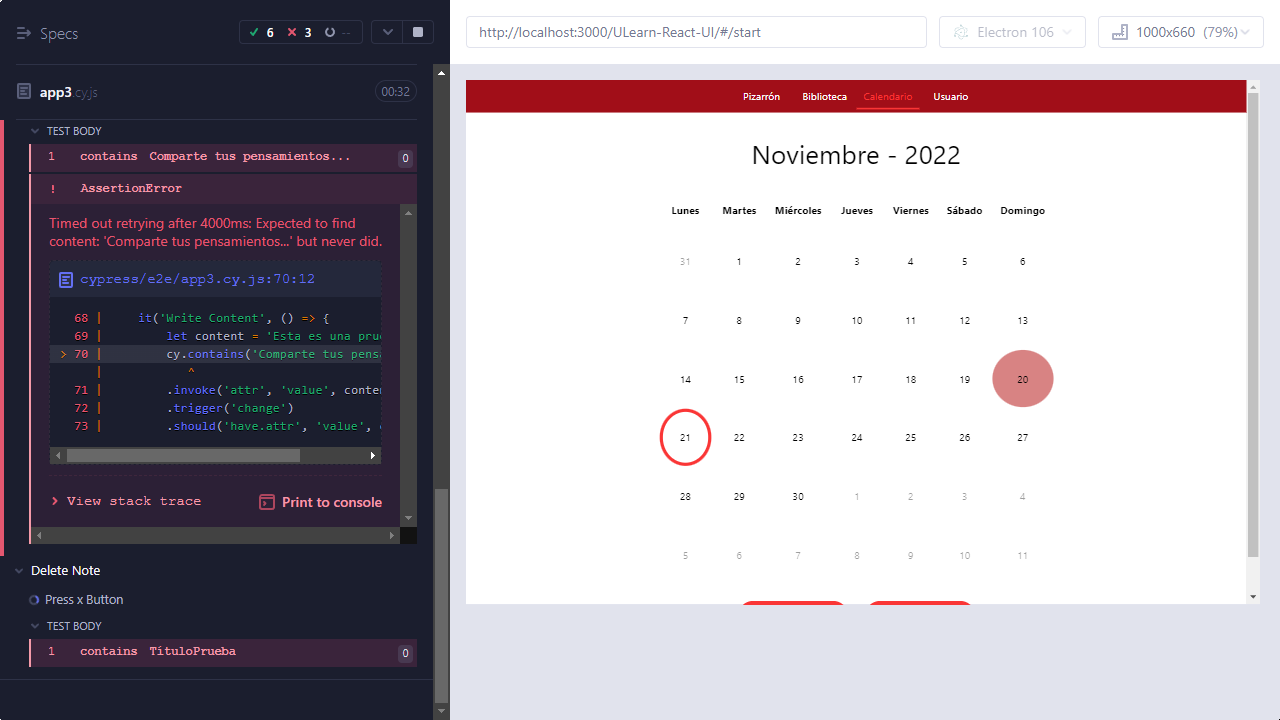 Specs
6 3 --
app3.cy.js 00:32
TEST BODY
1 contains Comparte tus pensamientos... 0
! AssertionError
Timed out retrying after 4000ms: Expected to find
content: 'Comparte tus pensamientos...' but never did.
cypress/e2e/app3.cy.js:70:12
68 | it('Write Content', () => {
69 | let content = 'Esta es una pru
> 70 | cy.contains('Comparte tus pensa
| ^
71 | .invoke('attr', 'value', conten
72 | .trigger('change')
73 | .should('have.attr', 'value',
View stack trace
Print to console
Delete Note
Press x Button
TEST BODY
1 contains TítuloPrueba 0
http://localhost:3000/ULearn-React-UI/#/start
Electron 106
1000x660 (79%)
Pizarrón Biblioteca Calendario Usuario
Noviembre - 2022
Lunes Martes Miércoles Jueves Viernes Sábado Domingo
31 1 2 3 4 5 6
7 8 9 10 11 12 13
14 15 16 17 18 19 20
21 22 23 24 25 26 27
28 29 30 1 2 3 4
5 6 7 8 9 10 11